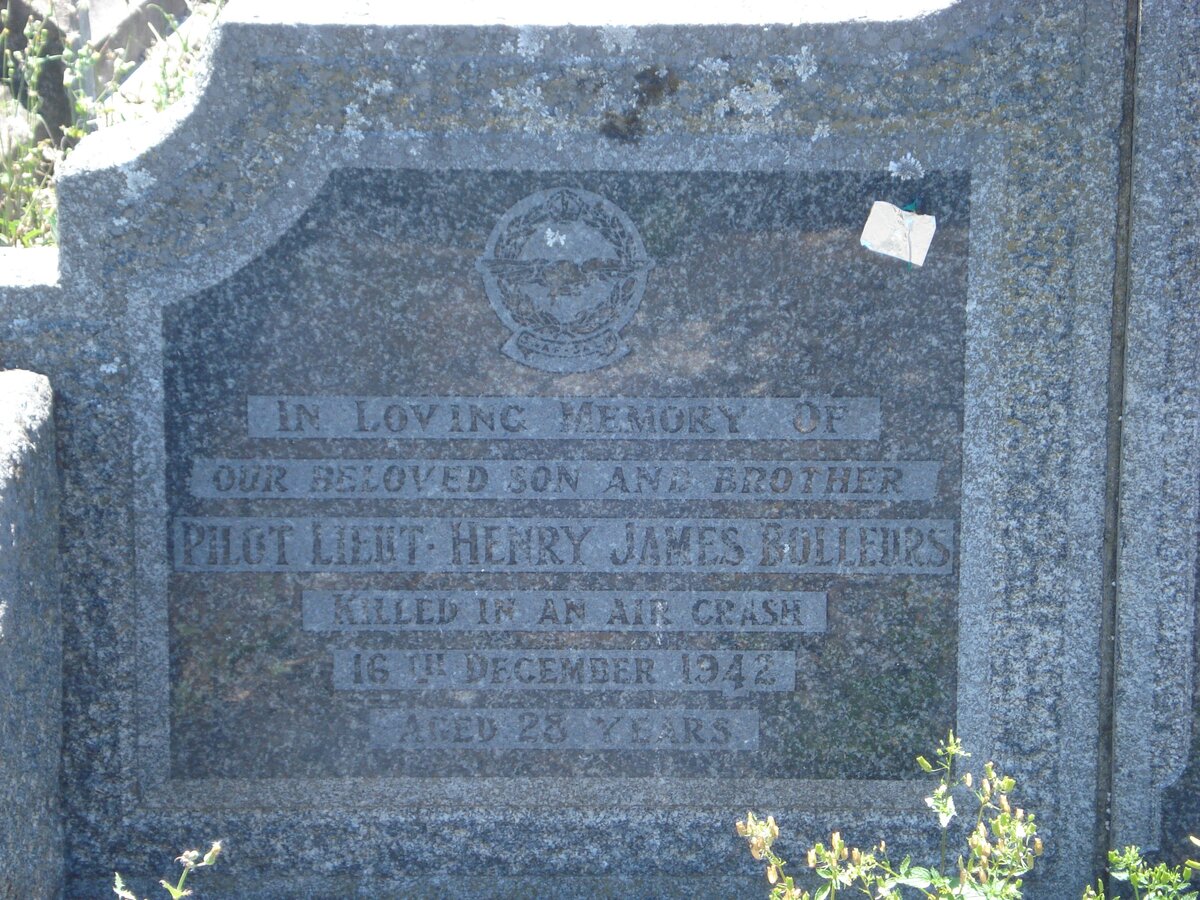 IN LOVING MEMORY OF
OUR BELOVED SON AND BROTHER
PILOT LIEUT. HENRY JAMES BOLLEURS
KILLED IN AN AIR CRASH
16TH DECEMBER 1942
AGED 28 YEARS